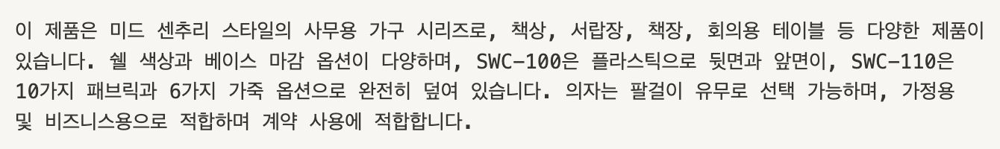 이 제품은 미드 센추리 스타일의 사무용 가구 시리즈로, 책상, 서랍장, 책장, 회의용 테이블 등 다양한 제품이
있습니다. 쉘 색상과 베이스 마감 옵션이 다양하며, SWC-100은 플라스틱으로 뒷면과 앞면이, SWC-110은
10가지 패브릭과 6가지 가죽 옵션으로 완전히 덮여 있습니다. 의자는 팔걸이 유무로 선택 가능하며, 가정용
및 비즈니스용으로 적합하며 계약 사용에 적합합니다.